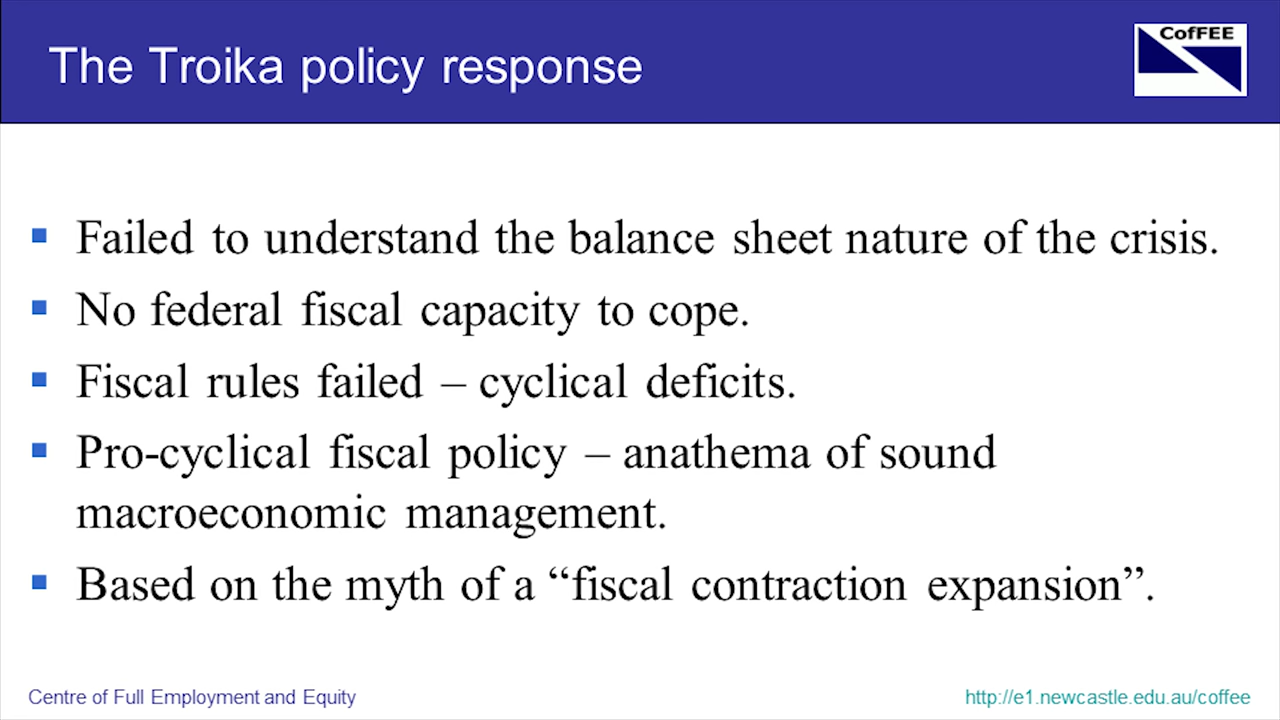 The Troika policy response
CofFEE
Failed to understand the balance sheet nature of the crisis.
No federal fiscal capacity to cope.
Fiscal rules failed – cyclical deficits.
Pro-cyclical fiscal policy – anathema of sound
macroeconomic management.
Based on the myth of a “fiscal contraction expansion”.
Centre of Full Employment and Equity
http://e1.newcastle.edu.au/coffee